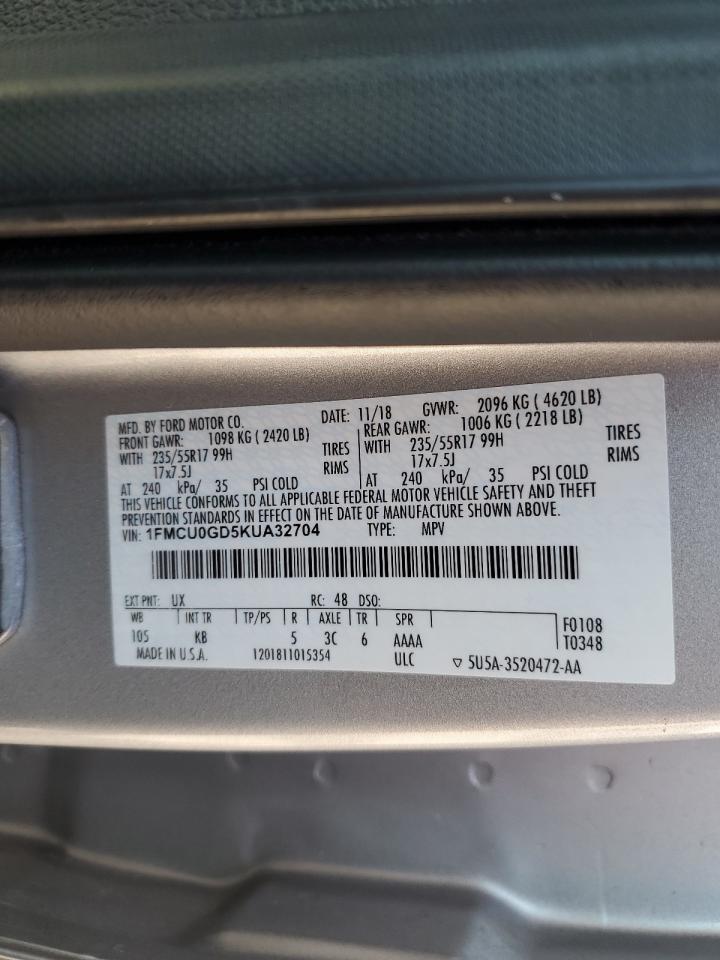 MFD. BY FORD MOTOR CO. DATE: 11/18 GVWR: 2096 KG ( 4620 LB)
FRONT GAWR: 1098 KG ( 2420 LB) REAR GAWR: 1006 KG ( 2218 LB)
WITH 235/55R17 99H TIRES WITH 235/55R17 99H TIRES
17x7.5J RIMS 17x7.5J RIMS
AT 240 kPa/ 35 PSI COLD AT 240 kPa/ 35 PSI COLD
THIS VEHICLE CONFORMS TO ALL APPLICABLE FEDERAL MOTOR VEHICLE SAFETY AND THEFT
PREVENTION STANDARDS IN EFFECT ON THE DATE OF MANUFACTURE SHOWN ABOVE.
VIN: 1FMCU0GD5KUA32704 TYPE: MPV
EXT PNT: UX RC: 48 DSO:
WB INT TR TP/PS R AXLE TR SPR F0108
105 KB 5 3C 6 AAAA T0348
MADE IN U.S.A. 1201811015354 ULC 5U5A-3520472-AA